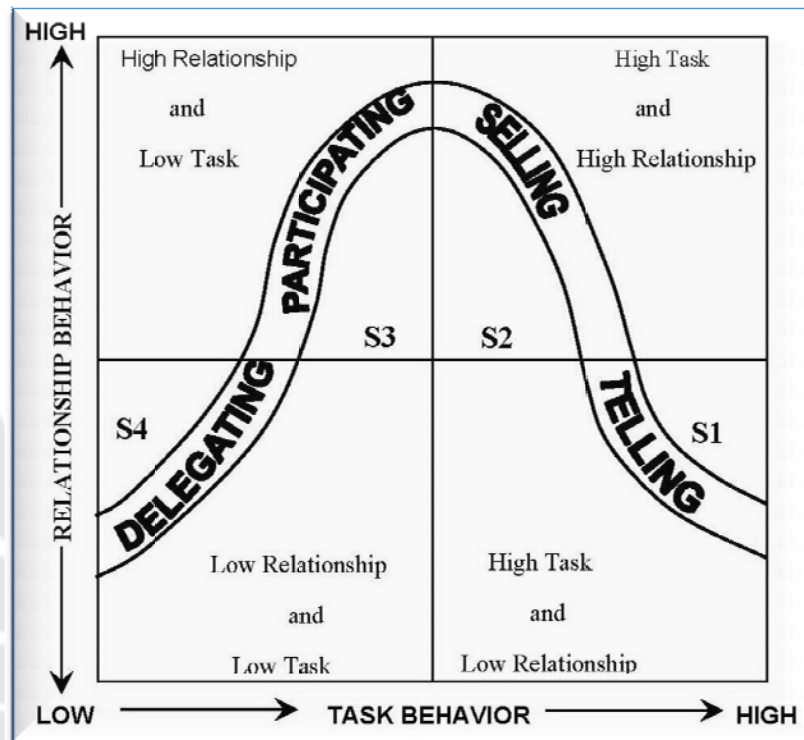 HIGH
High Relationship
and
Low Task
High Task
and
High Relationship
PARTICIPATING
SELLING
RELATIONSHIP BEHAVIOR
S3
S2
S4
DELEGATING
TELLING
S1
Low Relationship
and
Low Task
High Task
and
Low Relationship
LOW
TASK BEHAVIOR
HIGH